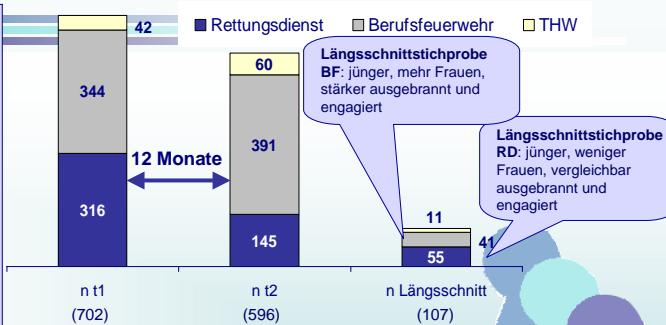 Rettungsdienst Berufsfeuerwehr THW
42
344
316
12 Monate
60
391
145
Längsschnittstichprobe
BF: jünger, mehr Frauen,
stärker ausgebrannt und
engagiert
Längsschnittstichprobe
RD: jünger, weniger
Frauen, vergleichbar
ausgebrannt und
engagiert
11
41
55
n t1
(702)
n t2
(596)
n Längsschnitt
(107)